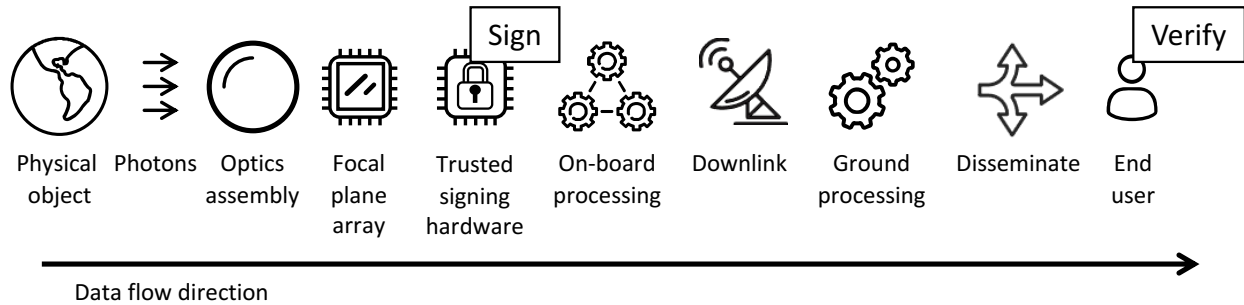 Sign
Verify
Physical
object
Photons
Optics
assembly
Focal
plane
array
Trusted
signing
hardware
On-board
processing
Downlink
Ground
processing
Disseminate
End
user
Data flow direction